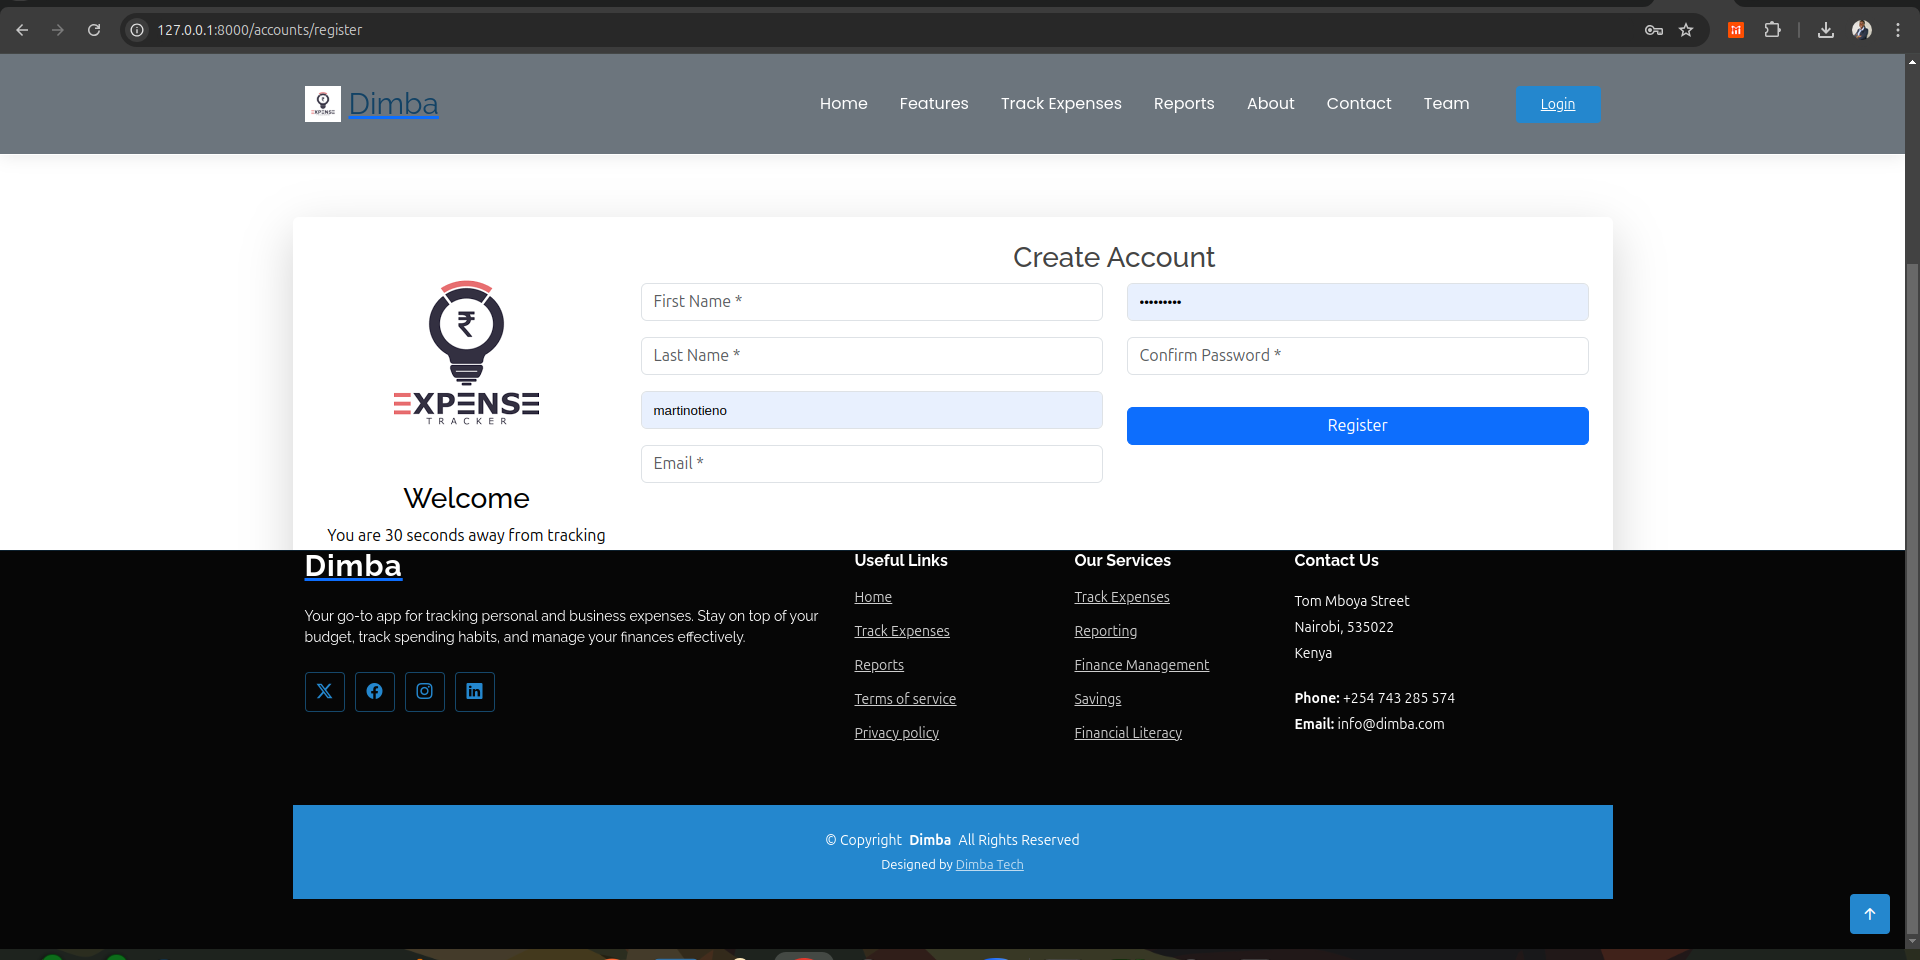 127.0.0.1:8000/accounts/register
EXPENSE
TRACKER
Dimba
Home
Features
Track Expenses
Reports
About
Contact
Team
Login
₹
EXPENSE
TRACKER
Welcome
You are 30 seconds away from tracking
Create Account
First Name *
Last Name *
martinotieno
Email *
•••••••••
Confirm Password *
Register
Dimba
Your go-to app for tracking personal and business expenses. Stay on top of your
budget, track spending habits, and manage your finances effectively.
Useful Links
Home
Track Expenses
Reports
Terms of service
Privacy policy
Our Services
Track Expenses
Reporting
Finance Management
Savings
Financial Literacy
Contact Us
Tom Mboya Street
Nairobi, 535022
Kenya
Phone: +254 743 285 574
Email: info@dimba.com
© Copyright Dimba All Rights Reserved
Designed by Dimba Tech